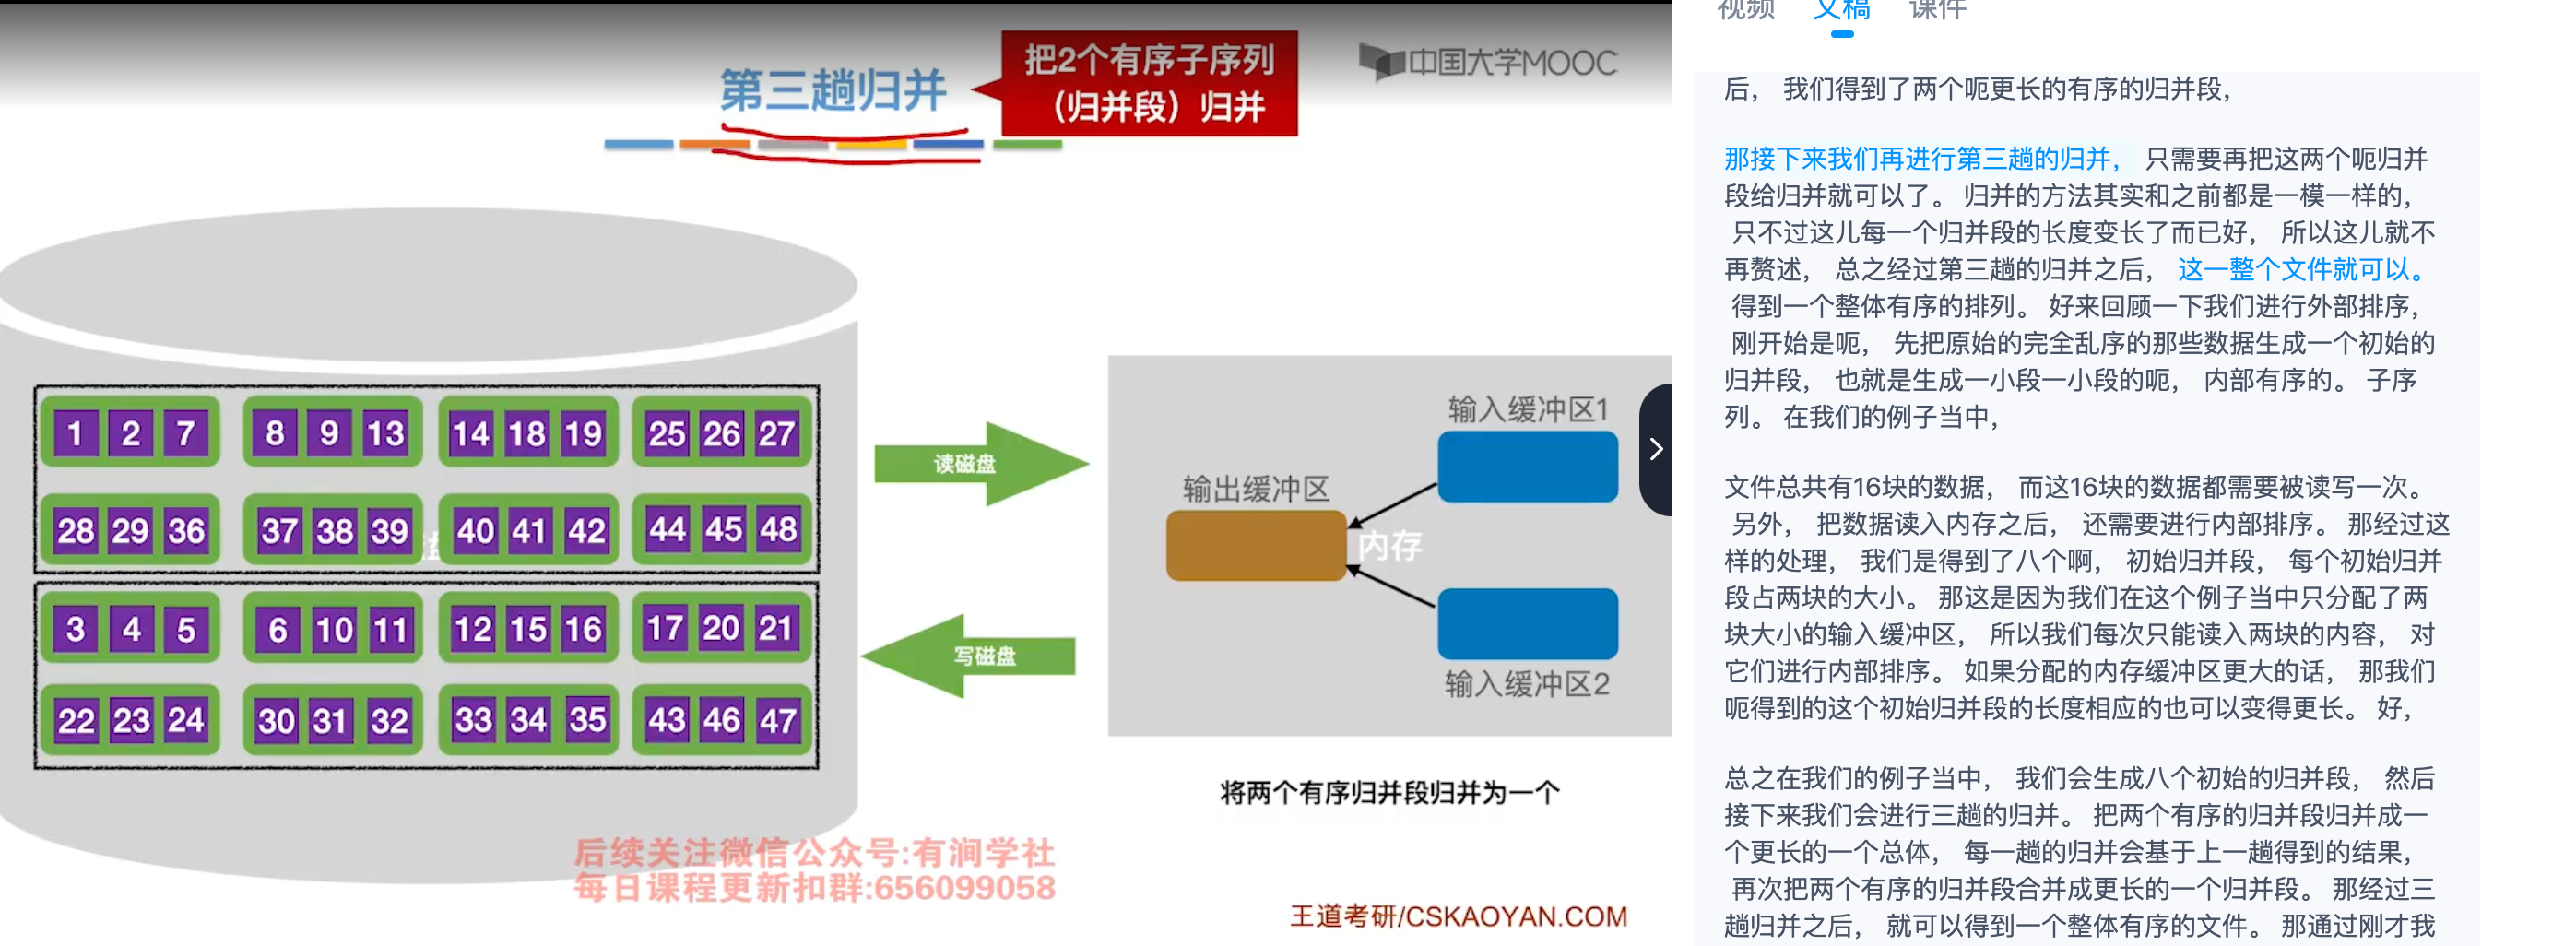 第三趟归并
把2个有序子序列
（归并段）归并
中国大学MOOC
1 2 7 8 9 13 14 18 19 25 26 27
28 29 36 37 38 39 40 41 42 44 45 48
3 4 5 6 10 11 12 15 16 17 20 21
22 23 24 30 31 32 33 34 35 43 46 47
读磁盘
写磁盘
输入缓冲区1
输出缓冲区
内存
输入缓冲区2
将两个有序归并段归并为一个
后续关注微信公众号:有涧学社
每日课程更新扣群:656099058
王道考研/CSKAOYAN.COM
视频 文稿 课件
后， 我们得到了两个呃更长的有序的归并段，
那接下来我们再进行第三趟的归并， 只需要再把这两个呃归并
段给归并就可以了。 归并的方法其实和之前都是一模一样的，
只不过这儿每一个归并段的长度变长了而已好， 所以这儿就不
再赘述， 总之经过第三趟的归并之后， 这一整个文件就可以。
得到一个整体有序的排列。 好来回顾一下我们进行外部排序，
刚开始是呃， 先把原始的完全乱序的那些数据生成一个初始的
归并段， 也就是生成一小段一小段的呃， 内部有序的。 子序
列。 在我们的例子当中，
文件总共有16块的数据， 而这16块的数据都需要被读写一次。
另外， 把数据读入内存之后， 还需要进行内部排序。 那经过这
样的处理， 我们是得到了八个啊， 初始归并段， 每个初始归并
段占两块的大小。 那这是因为我们在这个例子当中只分配了两
块大小的输入缓冲区， 所以我们每次只能读入两块的内容， 对
它们进行内部排序。 如果分配的内存缓冲区更大的话， 那我们
呃得到的这个初始归并段的长度相应的也可以变得更长。 好，
总之在我们的例子当中， 我们会生成八个初始的归并段， 然后
接下来我们会进行三趟的归并。 把两个有序的归并段归并成一
个更长的一个总体， 每一趟的归并会基于上一趟得到的结果，
再次把两个有序的归并段合并成更长的一个归并段。 那经过三
趟归并之后， 就可以得到一个整体有序的文件。 那通过刚才我